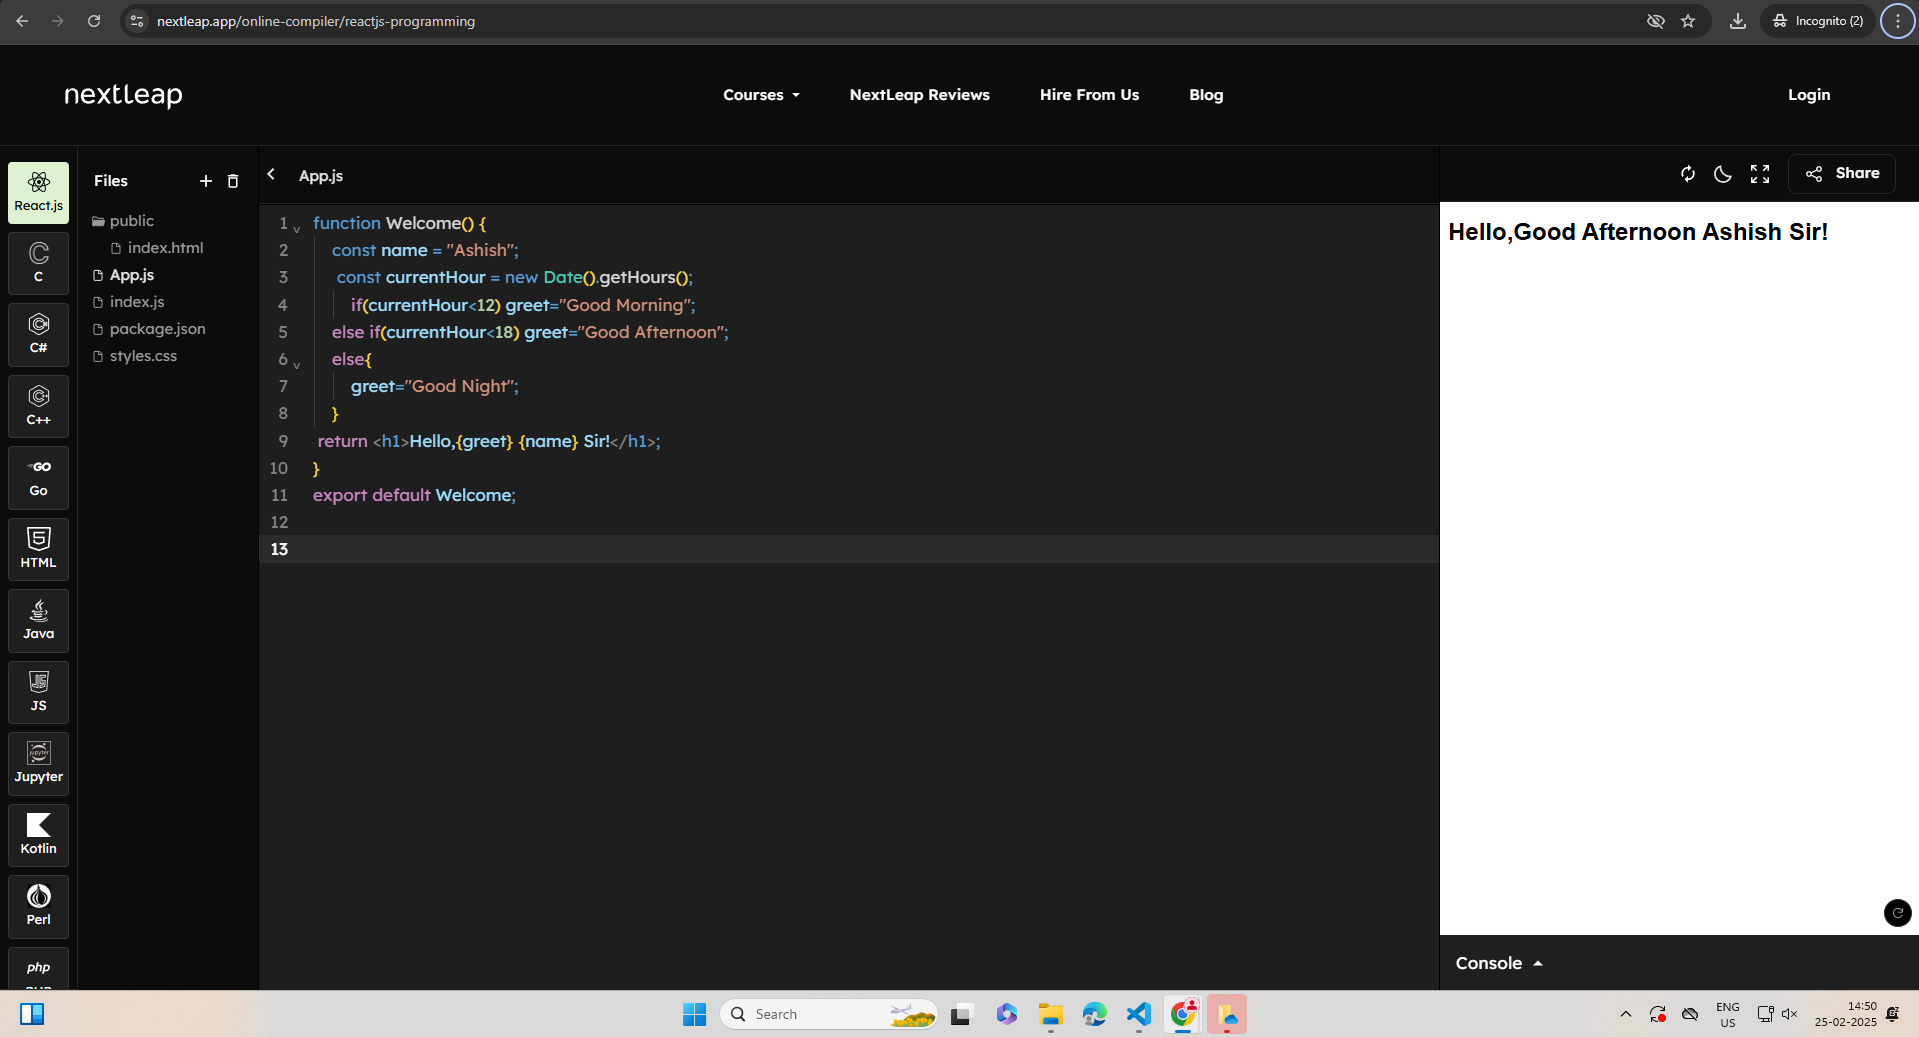 nextleap.app/online-compiler/reactjs-programming
Incognito (2)
nextleap
Courses
NextLeap Reviews
Hire From Us
Blog
Login
React.js
C
C#
C++
GO
Go
HTML
Java
JS
jupyter
Jupyter
Kotlin
Perl
php
Files
public
index.html
App.js
index.js
package.json
styles.css
App.js
Share
1 function Welcome() {
2 const name = "Ashish";
3 const currentHour = new Date().getHours();
4 if(currentHour<12) greet="Good Morning";
5 else if(currentHour<18) greet="Good Afternoon";
6 else{
7 greet="Good Night";
8 }
9 return <h1>Hello,{greet} {name} Sir!</h1>;
10 }
11 export default Welcome;
12
13
Hello,Good Afternoon Ashish Sir!
Console
Search
ENG
US
14:50
25-02-2025